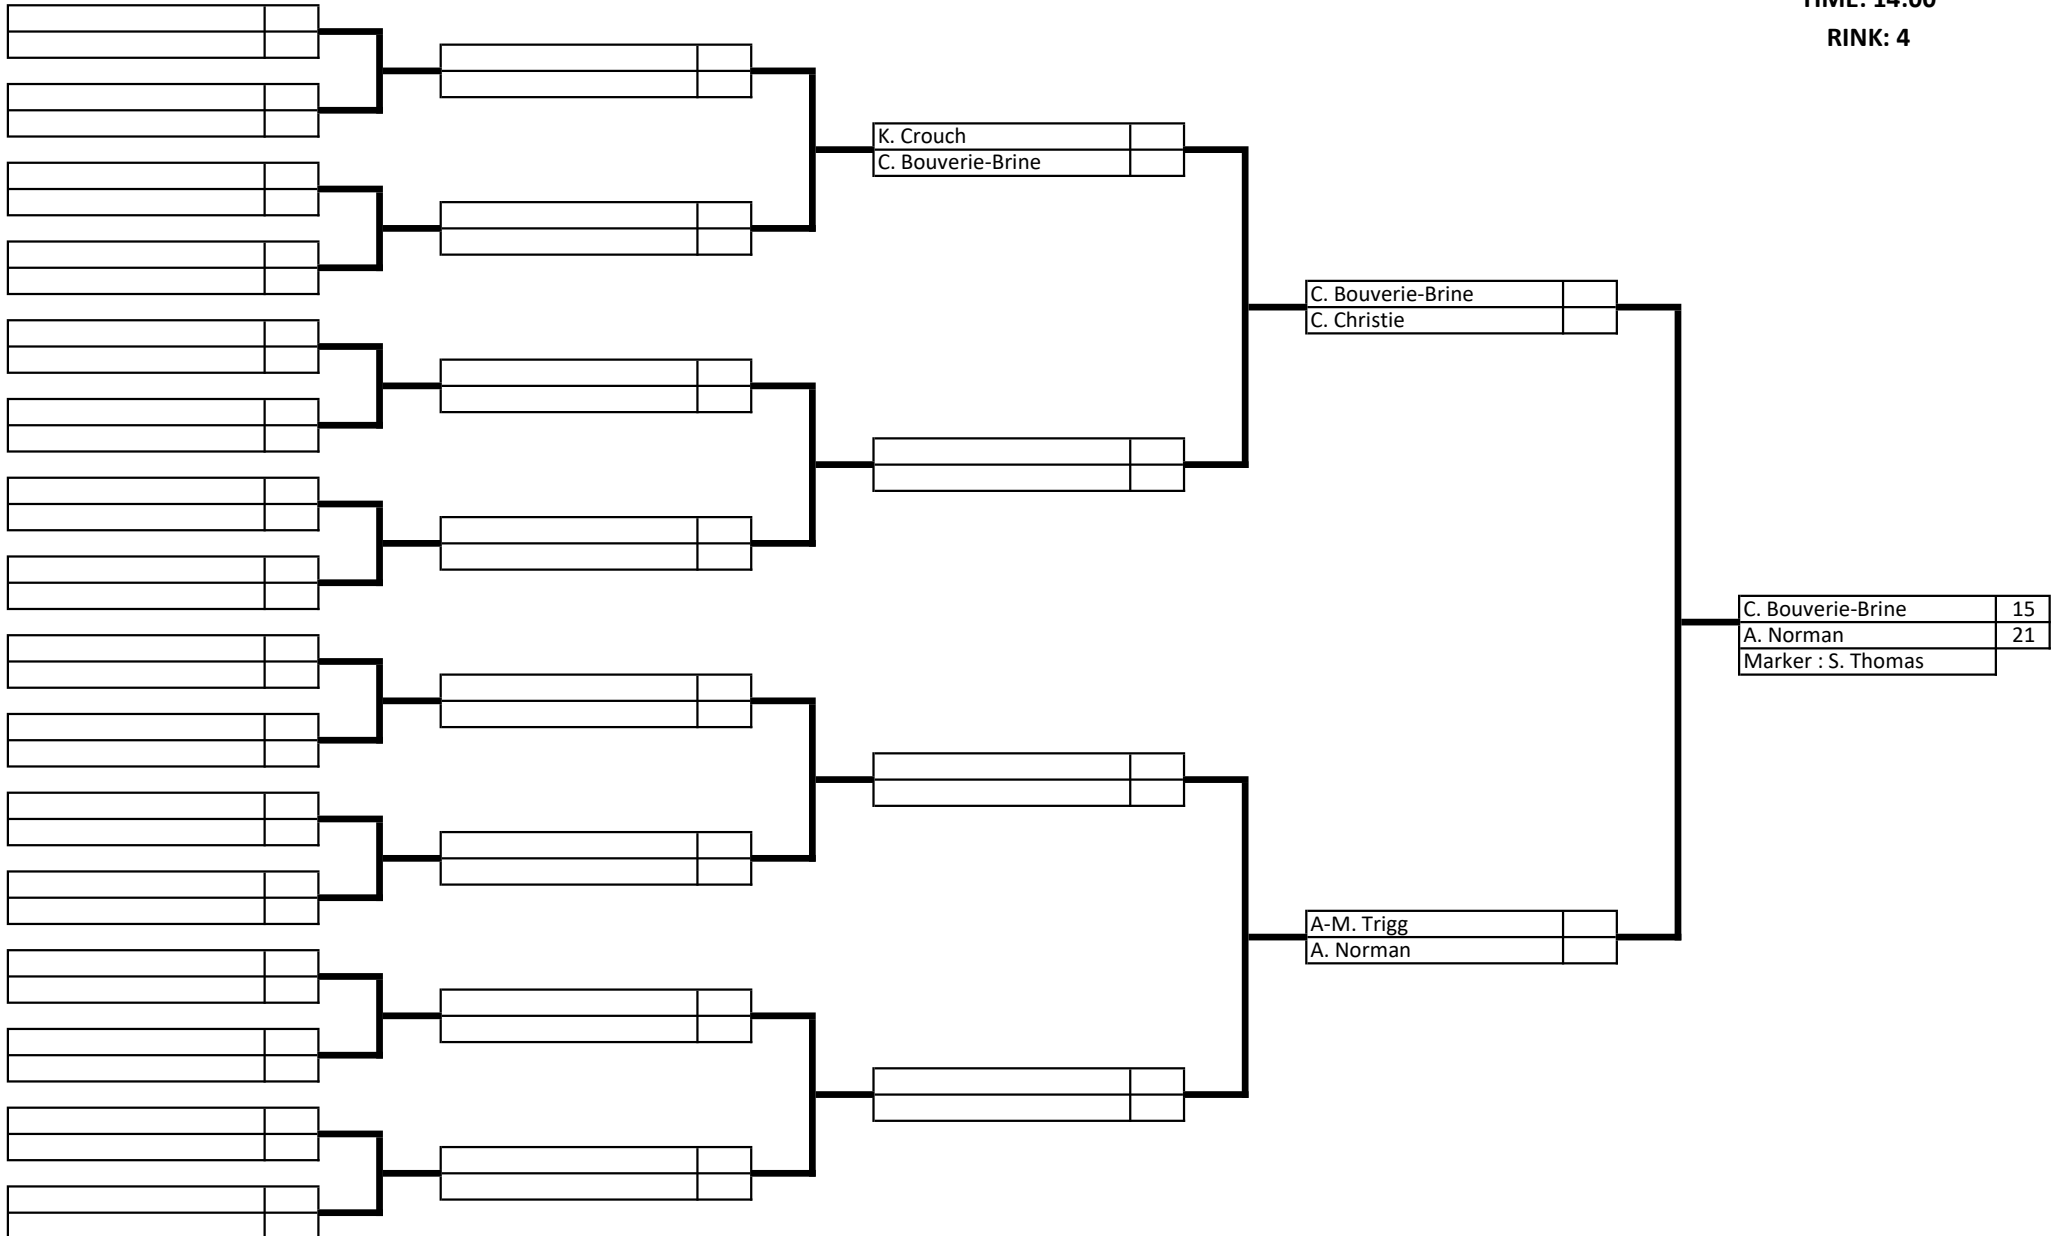 TIME: 14:00
RINK: 4
K. Crouch
C. Bouverie-Brine
C. Bouverie-Brine
C. Christie
C. Bouverie-Brine 15
A. Norman 21
Marker : S. Thomas
A-M. Trigg
A. Norman